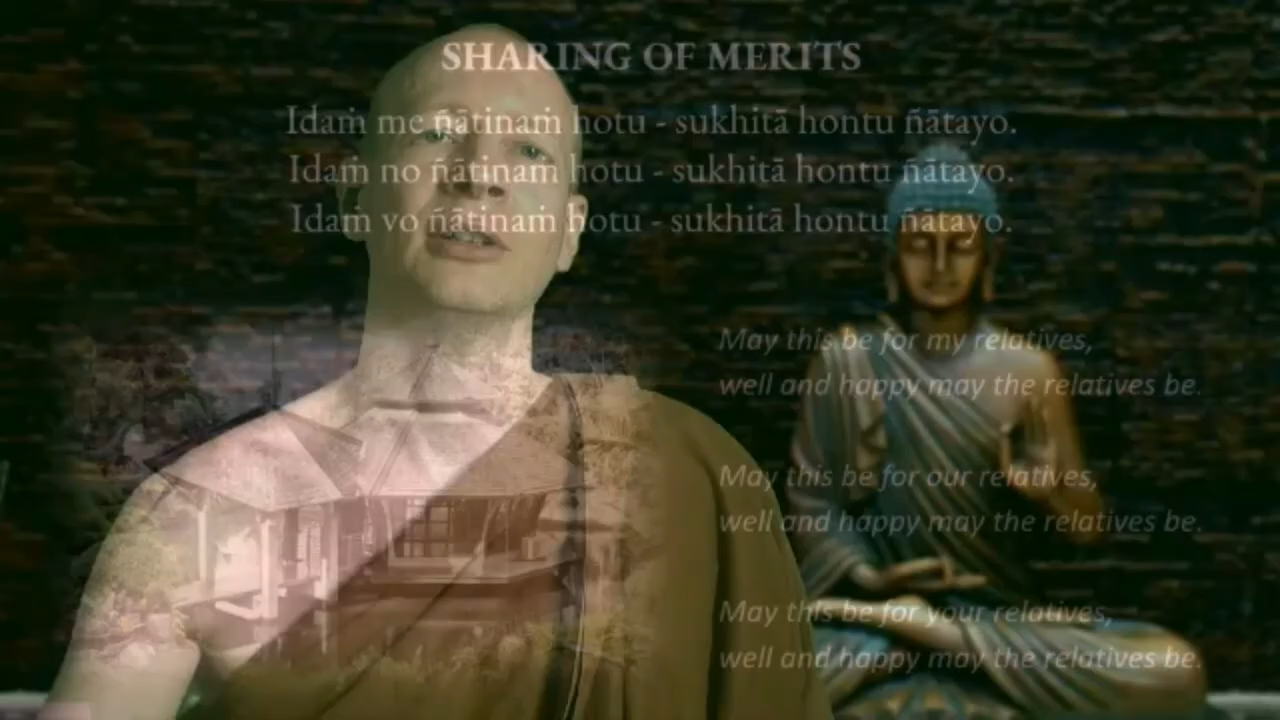 SHARING OF MERITS
Idaṁ me ñātinaṁ hotu - sukhitā hontu ñātayo.
Idaṁ no ñātinaṁ hotu - sukhitā hontu ñātayo.
Idaṁ vo ñātinaṁ hotu - sukhitā hontu ñātayo.
May this be for my relatives,
well and happy may the relatives be.
May this be for our relatives,
well and happy may the relatives be.
May this be for your relatives,
well and happy may the relatives be.